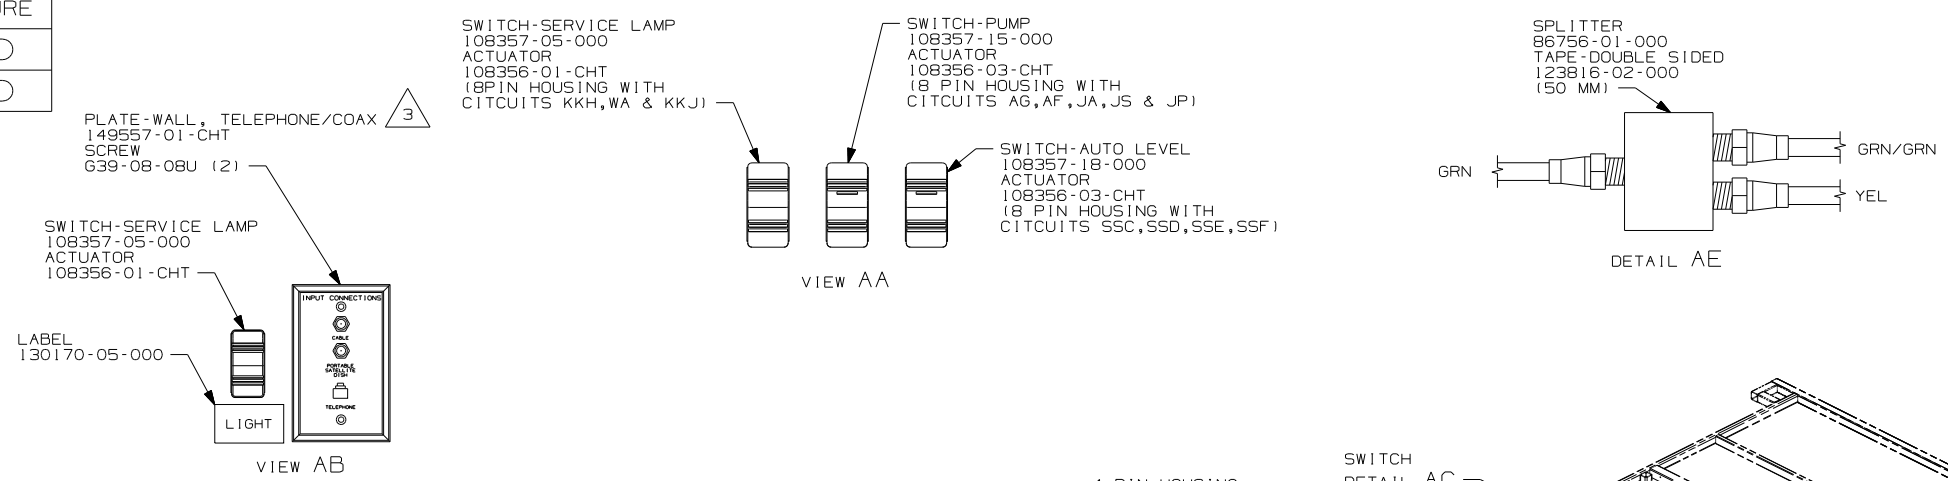 SWITCH-SERVICE LAMP
108357-05-000
ACTUATOR
108356-01-CHT
(8PIN HOUSING WITH
CITCUITS KKH,WA & KKJ)
SWITCH-PUMP
108357-15-000
ACTUATOR
108356-03-CHT
(8 PIN HOUSING WITH
CITCUITS AG,AF,JA,JS & JP)
SWITCH-AUTO LEVEL
108357-18-000
ACTUATOR
108356-03-CHT
(8 PIN HOUSING WITH
CITCUITS SSC,SSD,SSE,SSF)
VIEW AA
SPLITTER
86756-01-000
TAPE-DOUBLE SIDED
123816-02-000
(50 MM)
GRN
GRN/GRN
YEL
DETAIL AE
PLATE-WALL, TELEPHONE/COAX
3
149557-01-CHT
SCREW
G39-08-08U (2)
SWITCH-SERVICE LAMP
108357-05-000
ACTUATOR
108356-01-CHT
LABEL
130170-05-000
LIGHT
INPUT CONNECTIONS
CABLE
PORTABLE
SATELLITE
DISH
TELEPHONE
VIEW AB
SWITCH
DETAIL AC
PIN HOUSING